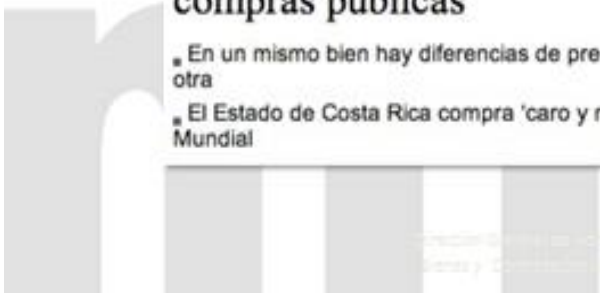 compras públicas
En un mismo bien hay diferencias de pre
otra
El Estado de Costa Rica compra 'caro y
Mundial